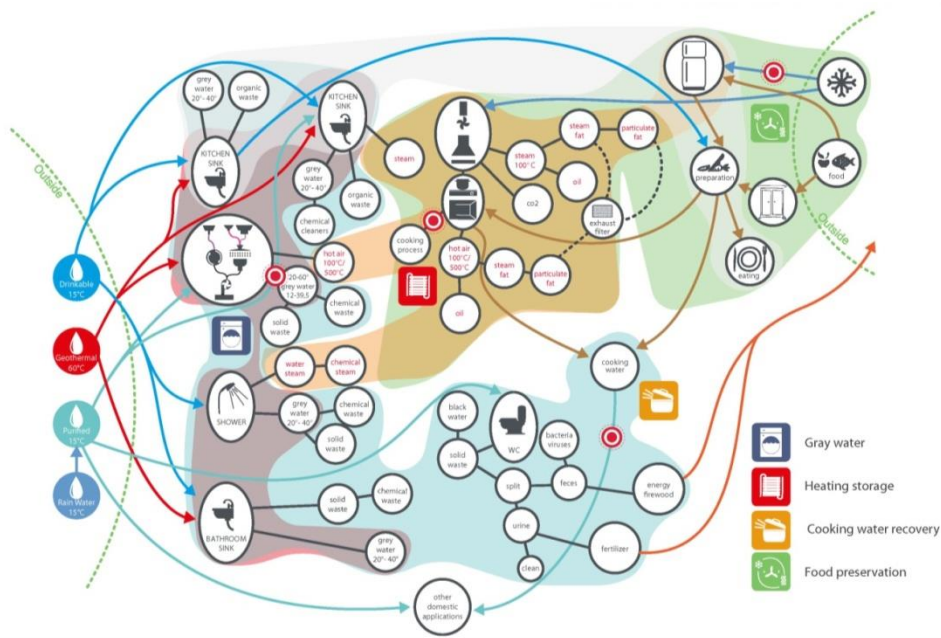 Outside
grey
water
20°- 40°
organic
waste
KITCHEN
SINK
KITCHEN
SINK
steam
grey
water
20°- 40°
organic
waste
chemical
cleaners
steam
fat
particulate
fat
steam
100° C
oil
co2
exhaust
filter
cooking
process
hot air
100°C/
500°C
steam
fat
particulate
fat
oil
preparation
food
eating
Outside
Drinkable
15°C
Geothermal
60°C
Purified
15°C
Rain Water
15°C
hot air
100°C/
500°C
20-60°
grey water
12-39,5
chemical
waste
solid
waste
water
steam
chemical
steam
SHOWER
grey
water
20°- 40°
chemical
waste
solid
waste
BATHROOM
SINK
solid
waste
chemical
waste
grey
water
20°- 40°
black
water
solid
waste
WC
bacteria
viruses
split
feces
energy
firewood
urine
clean
fertilizer
cooking
water
other
domestic
applications
Gray water
Heating storage
Cooking water recovery
Food preservation